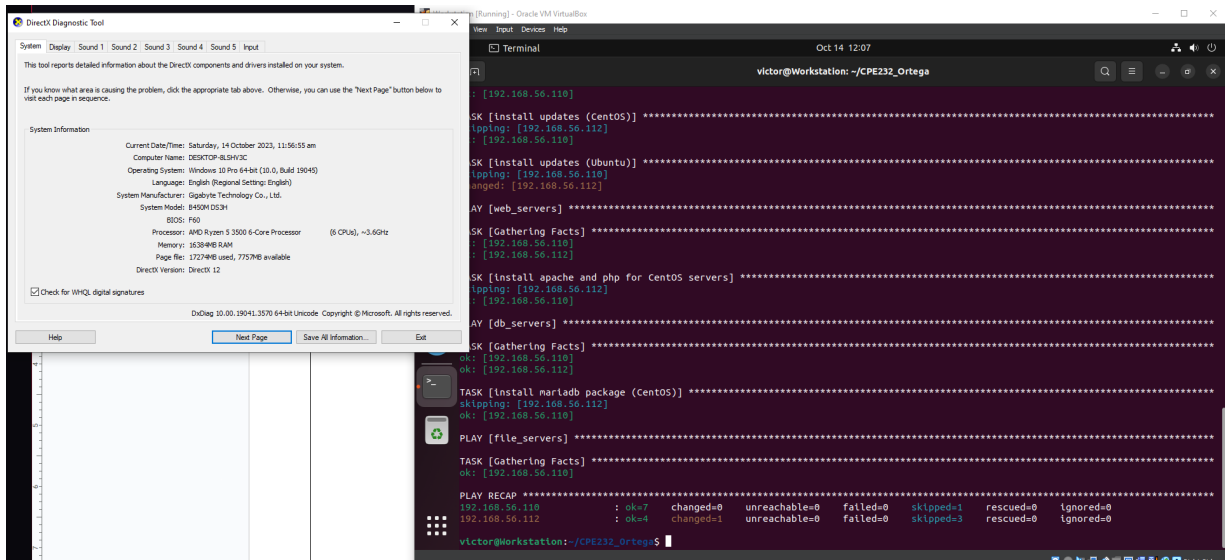 DirectX Diagnostic Tool
System Display Sound 1 Sound 2 Sound 3 Sound 4 Sound 5 Input
This tool reports detailed information about the DirectX components and drivers installed on your system.
If you know what area is causing the problem, click the appropriate tab above. Otherwise, you can use the "Next Page" button below to
visit each page in sequence.
System Information
Current Date/Time: Saturday, 14 October 2023, 11:56:55 am
Computer Name: DESKTOP-8LSHV3C
Operating System: Windows 10 Pro 64-bit (10.0, Build 19045)
Language: English (Regional Setting: English)
System Manufacturer: Gigabyte Technology Co., Ltd.
System Model: B450M DS3H
BIOS: F60
Processor: AMD Ryzen 5 3500 6-Core Processor (6 CPUs), ~3.6GHz
Memory: 16384MB RAM
Page file: 17274MB used, 7757MB available
DirectX Version: DirectX 12
Check for WHQL digital signatures
DxDiag 10.00.19041.3570 64-bit Unicode Copyright © Microsoft. All rights reserved.
Help Next Page Save All Information... Exit
[Running] - Oracle VM VirtualBox
View Input Devices Help
Terminal Oct 14 12:07
victor@Workstation: ~/CPE232_Ortega
: [192.168.56.110]
ASK [install updates (CentOS)] ****************************************************************************************************
ipping: [192.168.56.112]
: [192.168.56.110]
ASK [install updates (Ubuntu)] ****************************************************************************************************
ipping: [192.168.56.110]
anged: [192.168.56.112]
AY [web_servers] ******************************************************************************************************************
ASK [Gathering Facts] *************************************************************************************************************
: [192.168.56.110]
: [192.168.56.112]
ASK [install apache and php for CentOS servers] ***********************************************************************************
ipping: [192.168.56.112]
: [192.168.56.110]
AY [db_servers] *******************************************************************************************************************
ASK [Gathering Facts] *************************************************************************************************************
ok: [192.168.56.110]
ok: [192.168.56.112]
TASK [install mariadb package (CentOS)] *******************************************************************************************
skipping: [192.168.56.112]
ok: [192.168.56.110]
PLAY [file_servers] ***************************************************************************************************************
TASK [Gathering Facts] ************************************************************************************************************
ok: [192.168.56.110]
PLAY RECAP ************************************************************************************************************************
192.168.56.110 : ok=7 changed=0 unreachable=0 failed=0 skipped=1 rescued=0 ignored=0
192.168.56.112 : ok=4 changed=1 unreachable=0 failed=0 skipped=3 rescued=0 ignored=0
victor@Workstation:~/CPE232_Ortega$